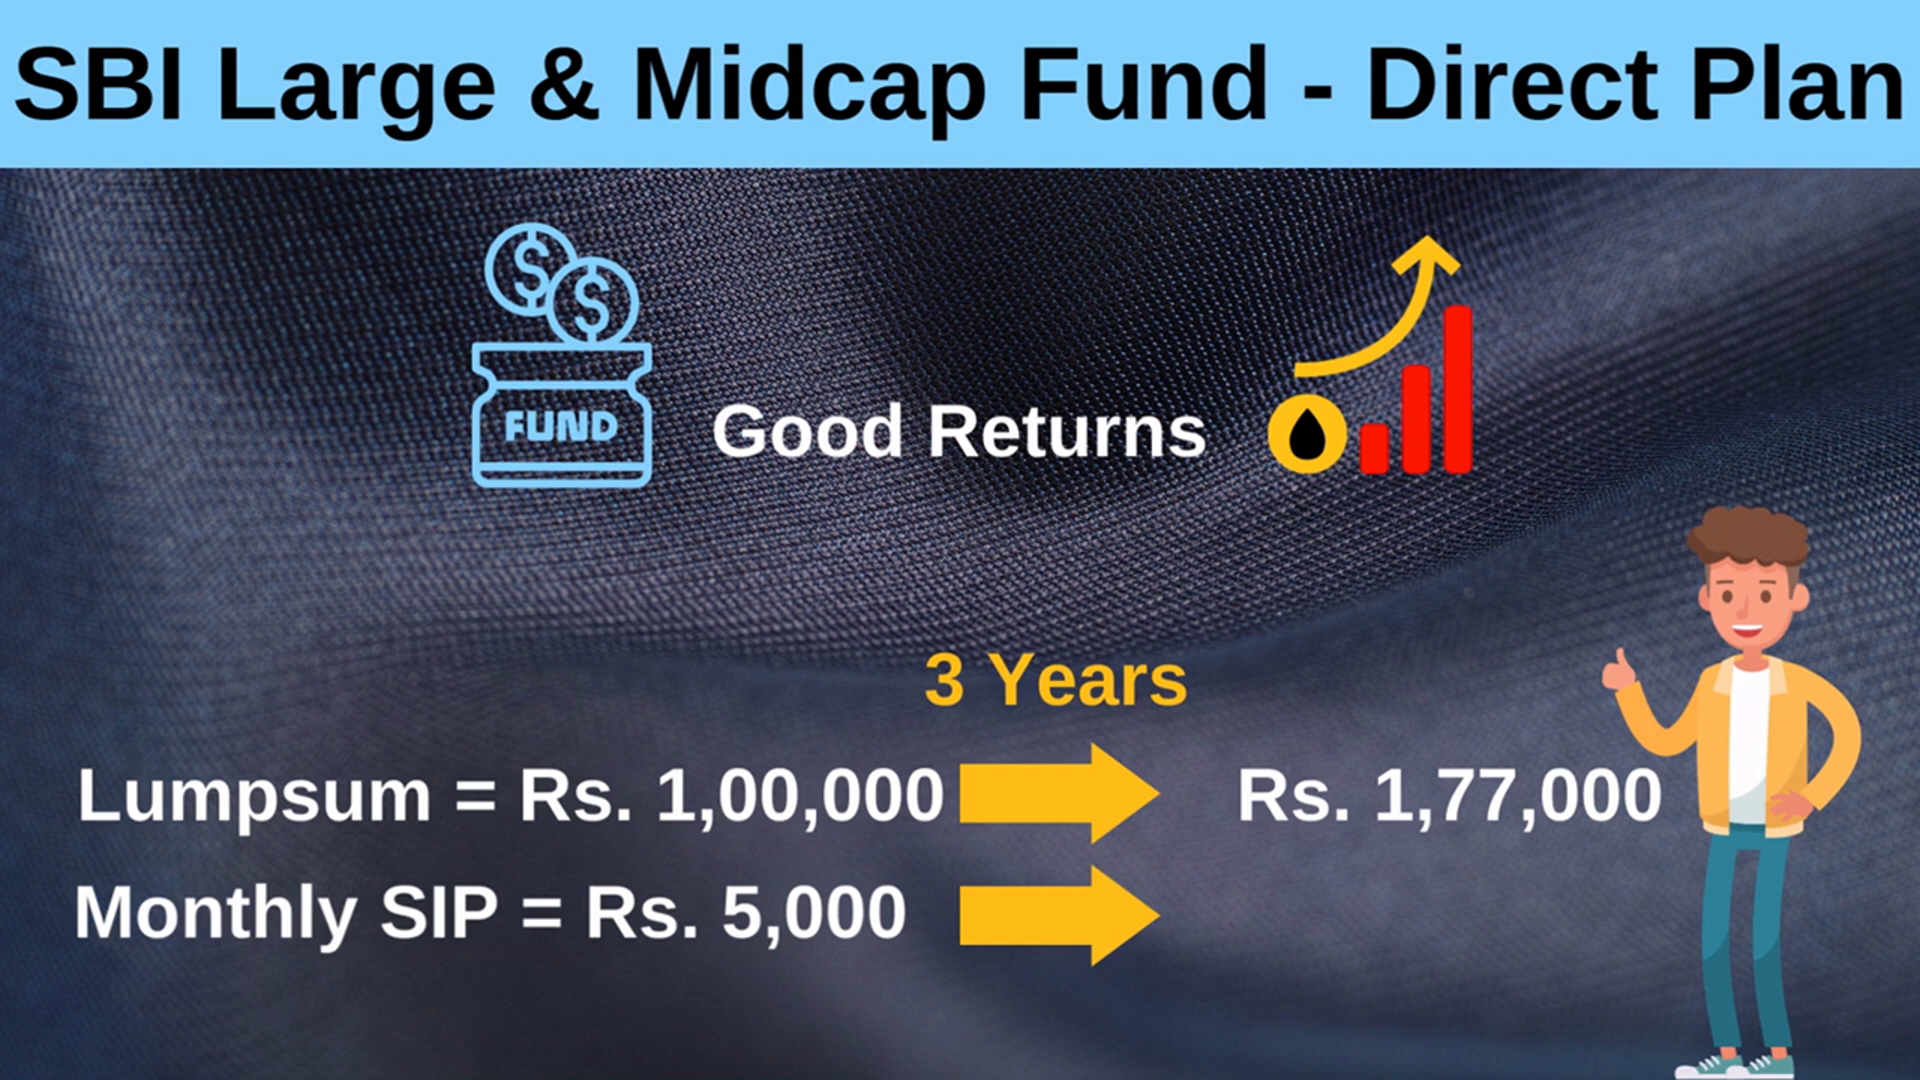 SBI Large & Midcap Fund - Direct Plan
$ $
FUND
Good Returns
3 Years
Lumpsum = Rs. 1,00,000 Rs. 1,77,000
Monthly SIP = Rs. 5,000